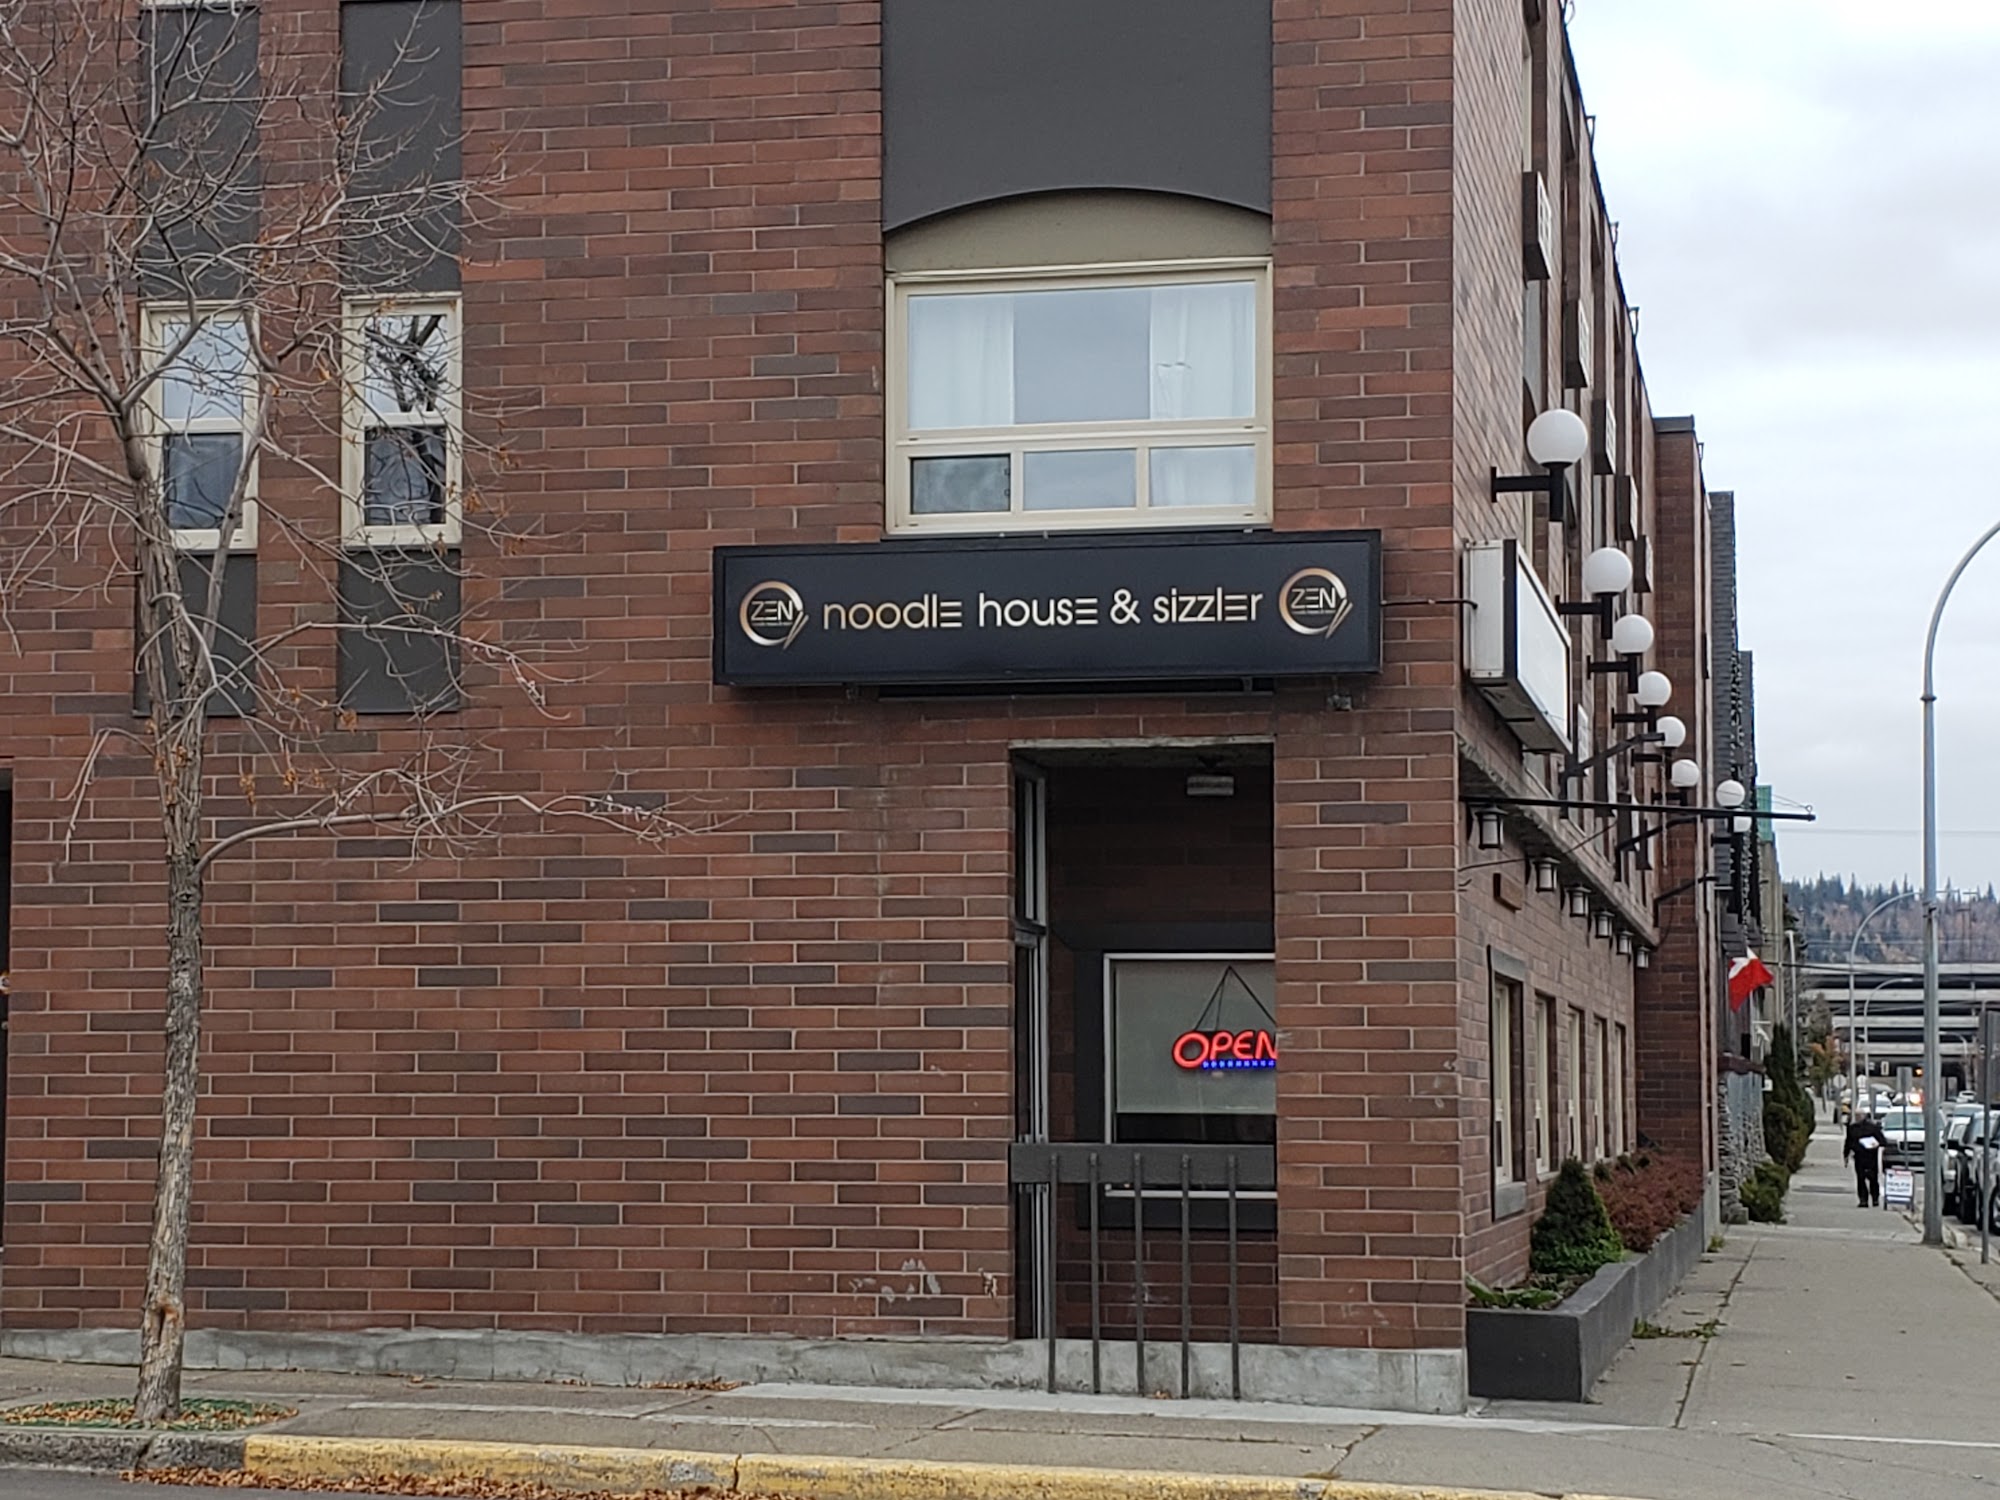 ZEN noodle house & sizzler ZEN
OPEN